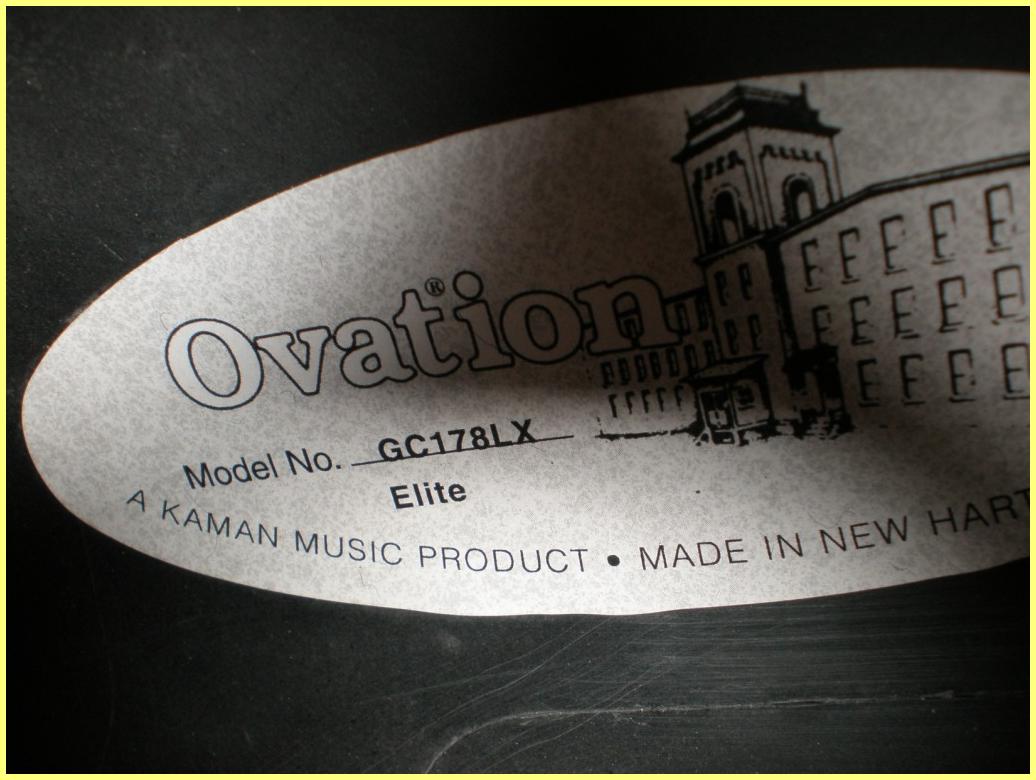 Ovation®
Model No. GC178LX
Elite
A KAMAN MUSIC PRODUCT • MADE IN NEW HART